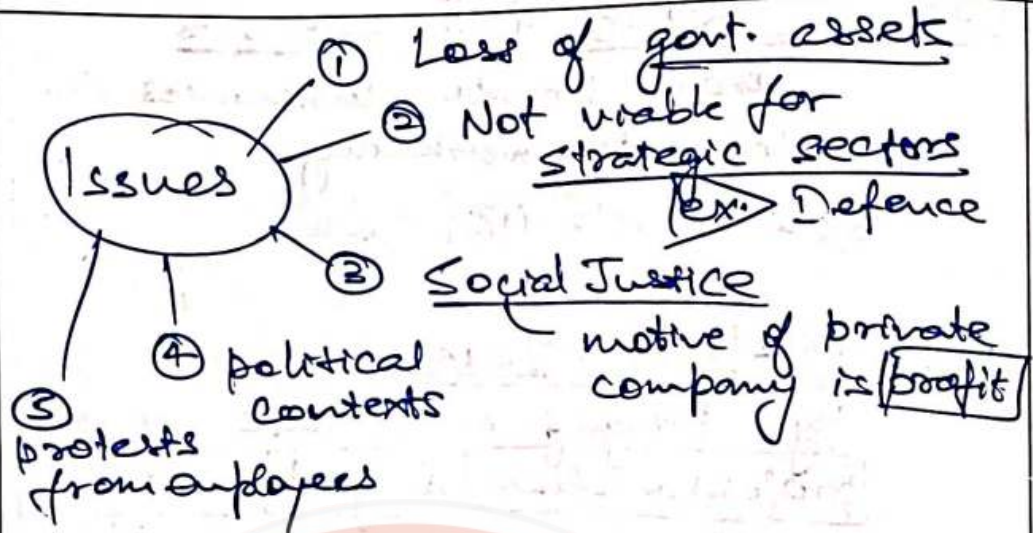 Issues
① Loss of govt. assets
② Not viable for
strategic sectors
ex. Defence
③ Social Justice
motive of private
company is profit
④ political
contexts
⑤
protests
from employees